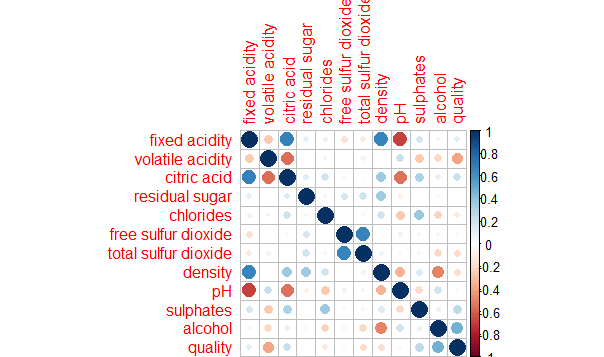 fixed acidity
volatile acidity
citric acid
residual sugar
chlorides
free sulfur dioxide
total sulfur dioxide
density
pH
sulphates
alcohol
quality
fixed acidity
volatile acidity
citric acid
residual sugar
chlorides
free sulfur dioxide
total sulfur dioxide
density
pH
sulphates
alcohol
quality
1
0.8
0.6
0.4
0.2
0
-0.2
-0.4
-0.6
-0.8
-1